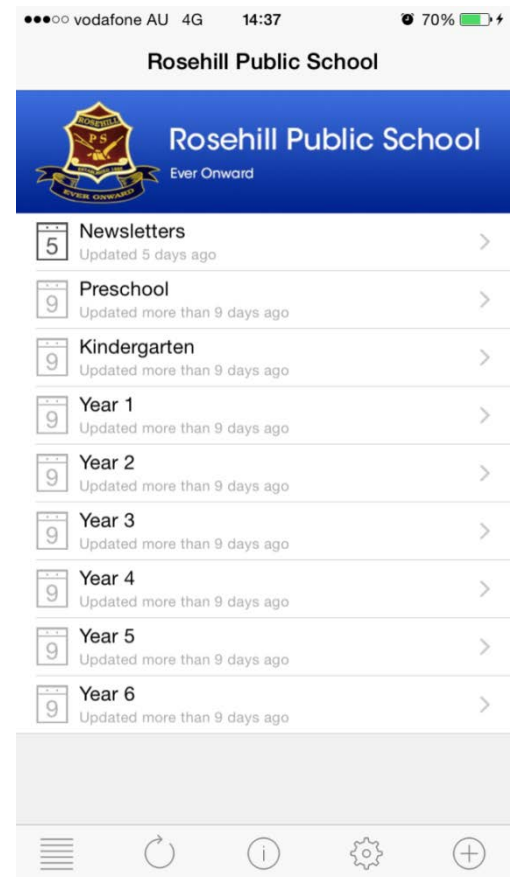 vodafone AU 4G 14:37 70%
Rosehill Public School
ROSEHILL
P S
EVER ONWARD
Rosehill Public School
Ever Onward
5 Newsletters
Updated 5 days ago
9 Preschool
Updated more than 9 days ago
9 Kindergarten
Updated more than 9 days ago
9 Year 1
Updated more than 9 days ago
9 Year 2
Updated more than 9 days ago
9 Year 3
Updated more than 9 days ago
9 Year 4
Updated more than 9 days ago
9 Year 5
Updated more than 9 days ago
9 Year 6
Updated more than 9 days ago